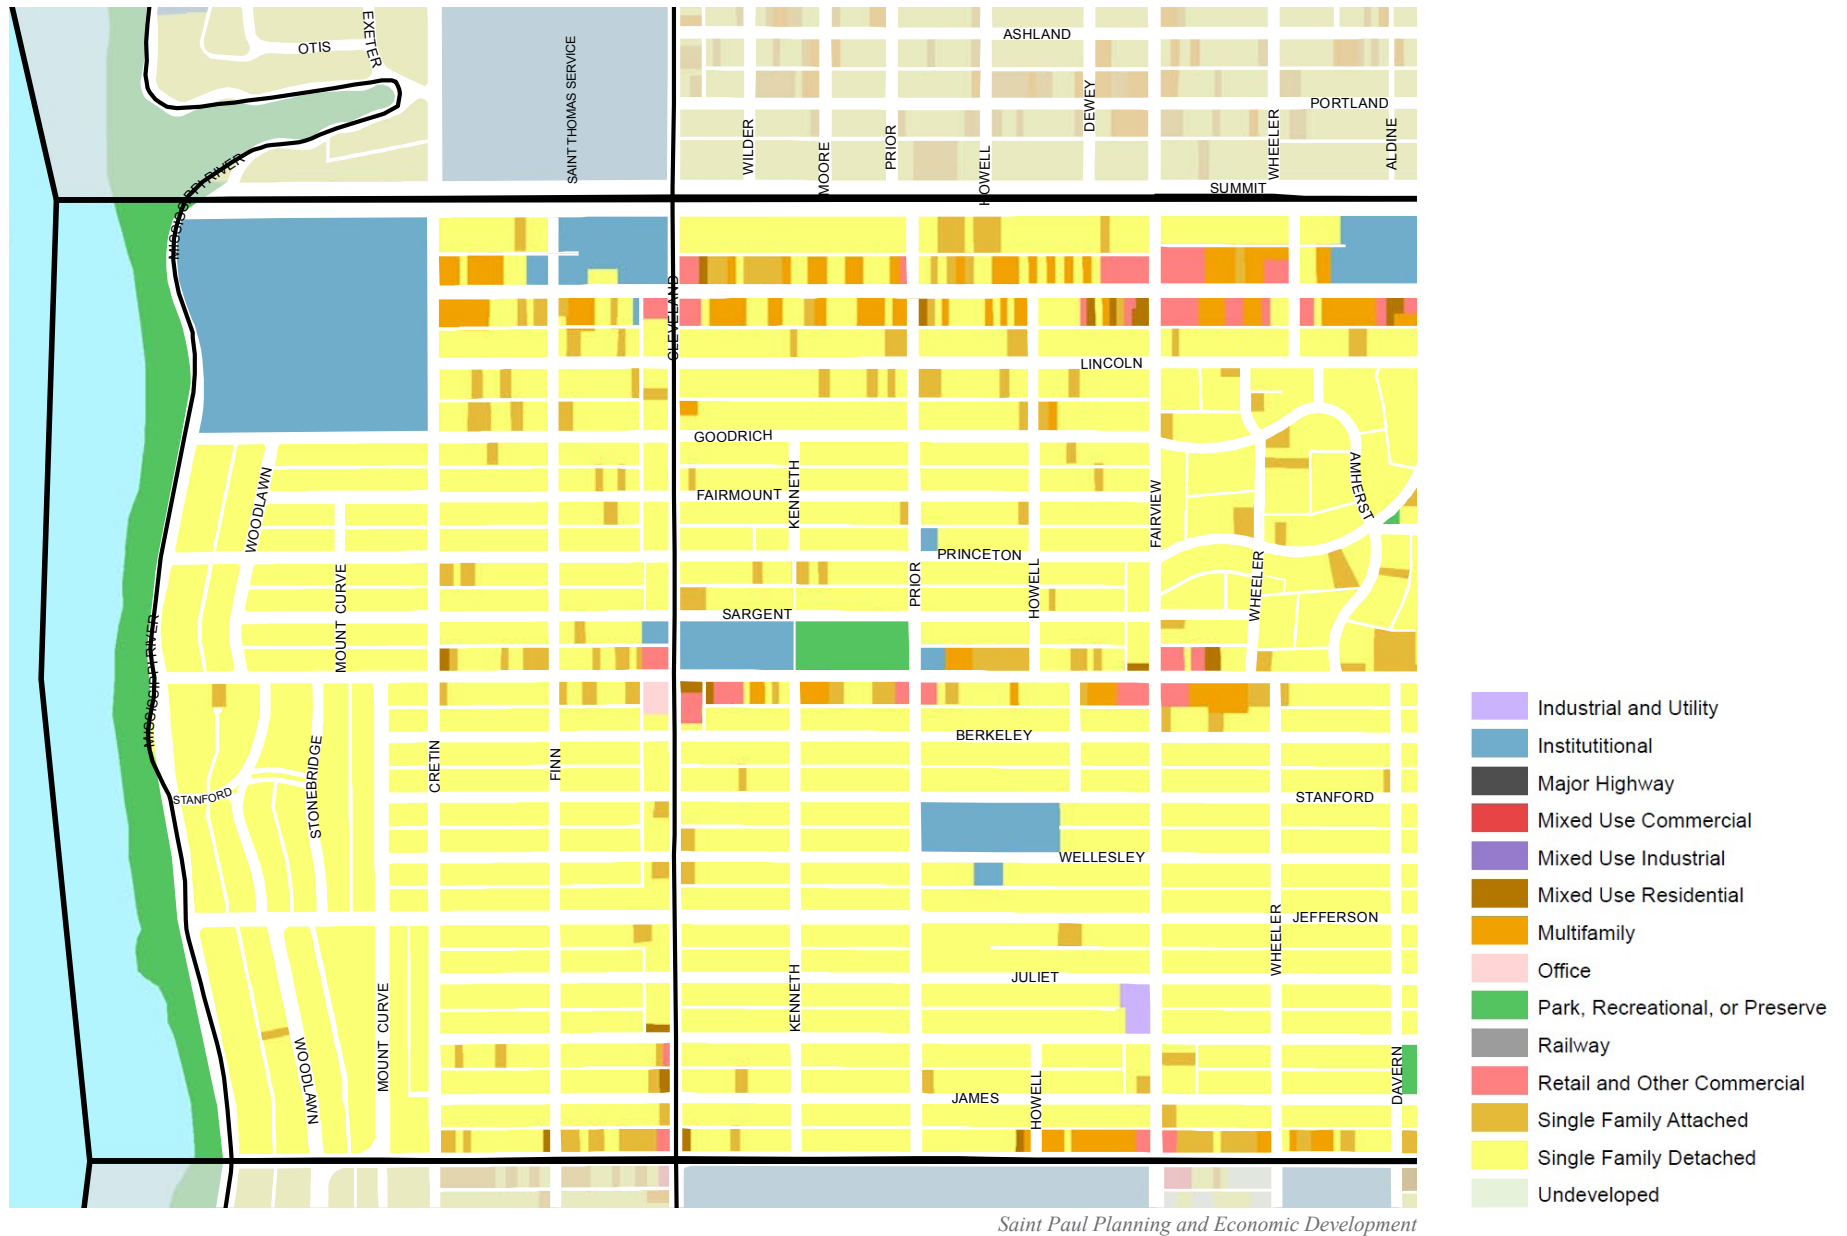 OTIS
EXETER
SAINT THOMAS SERVICE
ASHLAND
DEWEY
PORTLAND
WILDER
MOORE
PRIOR
HOWELL
WHEELER
ALDINE
MISSISSIPPI RIVER
SUMMIT
MISSISSIPPI RIVER
CLEVELAND
LINCOLN
GOODRICH
WOODLAWN
KENNETH
FAIRMOUNT
FAIRVIEW
AMHERST
PRINCETON
MOUNT CURVE
PRIOR
HOWELL
WHEELER
SARGENT
MISSISSIPPI RIVER
STONEBRIDGE
CRETIN
FINN
BERKELEY
STANFORD
STANFORD
WELLESLEY
JEFFERSON
WHEELER
KENNETH
JULIET
MOUNT CURVE
WOODLAWN
HOWELL
JAMES
DAVERN
Industrial and Utility
Institutitional
Major Highway
Mixed Use Commercial
Mixed Use Industrial
Mixed Use Residential
Multifamily
Office
Park, Recreational, or Preserve
Railway
Retail and Other Commercial
Single Family Attached
Single Family Detached
Undeveloped
Saint Paul Planning and Economic Development